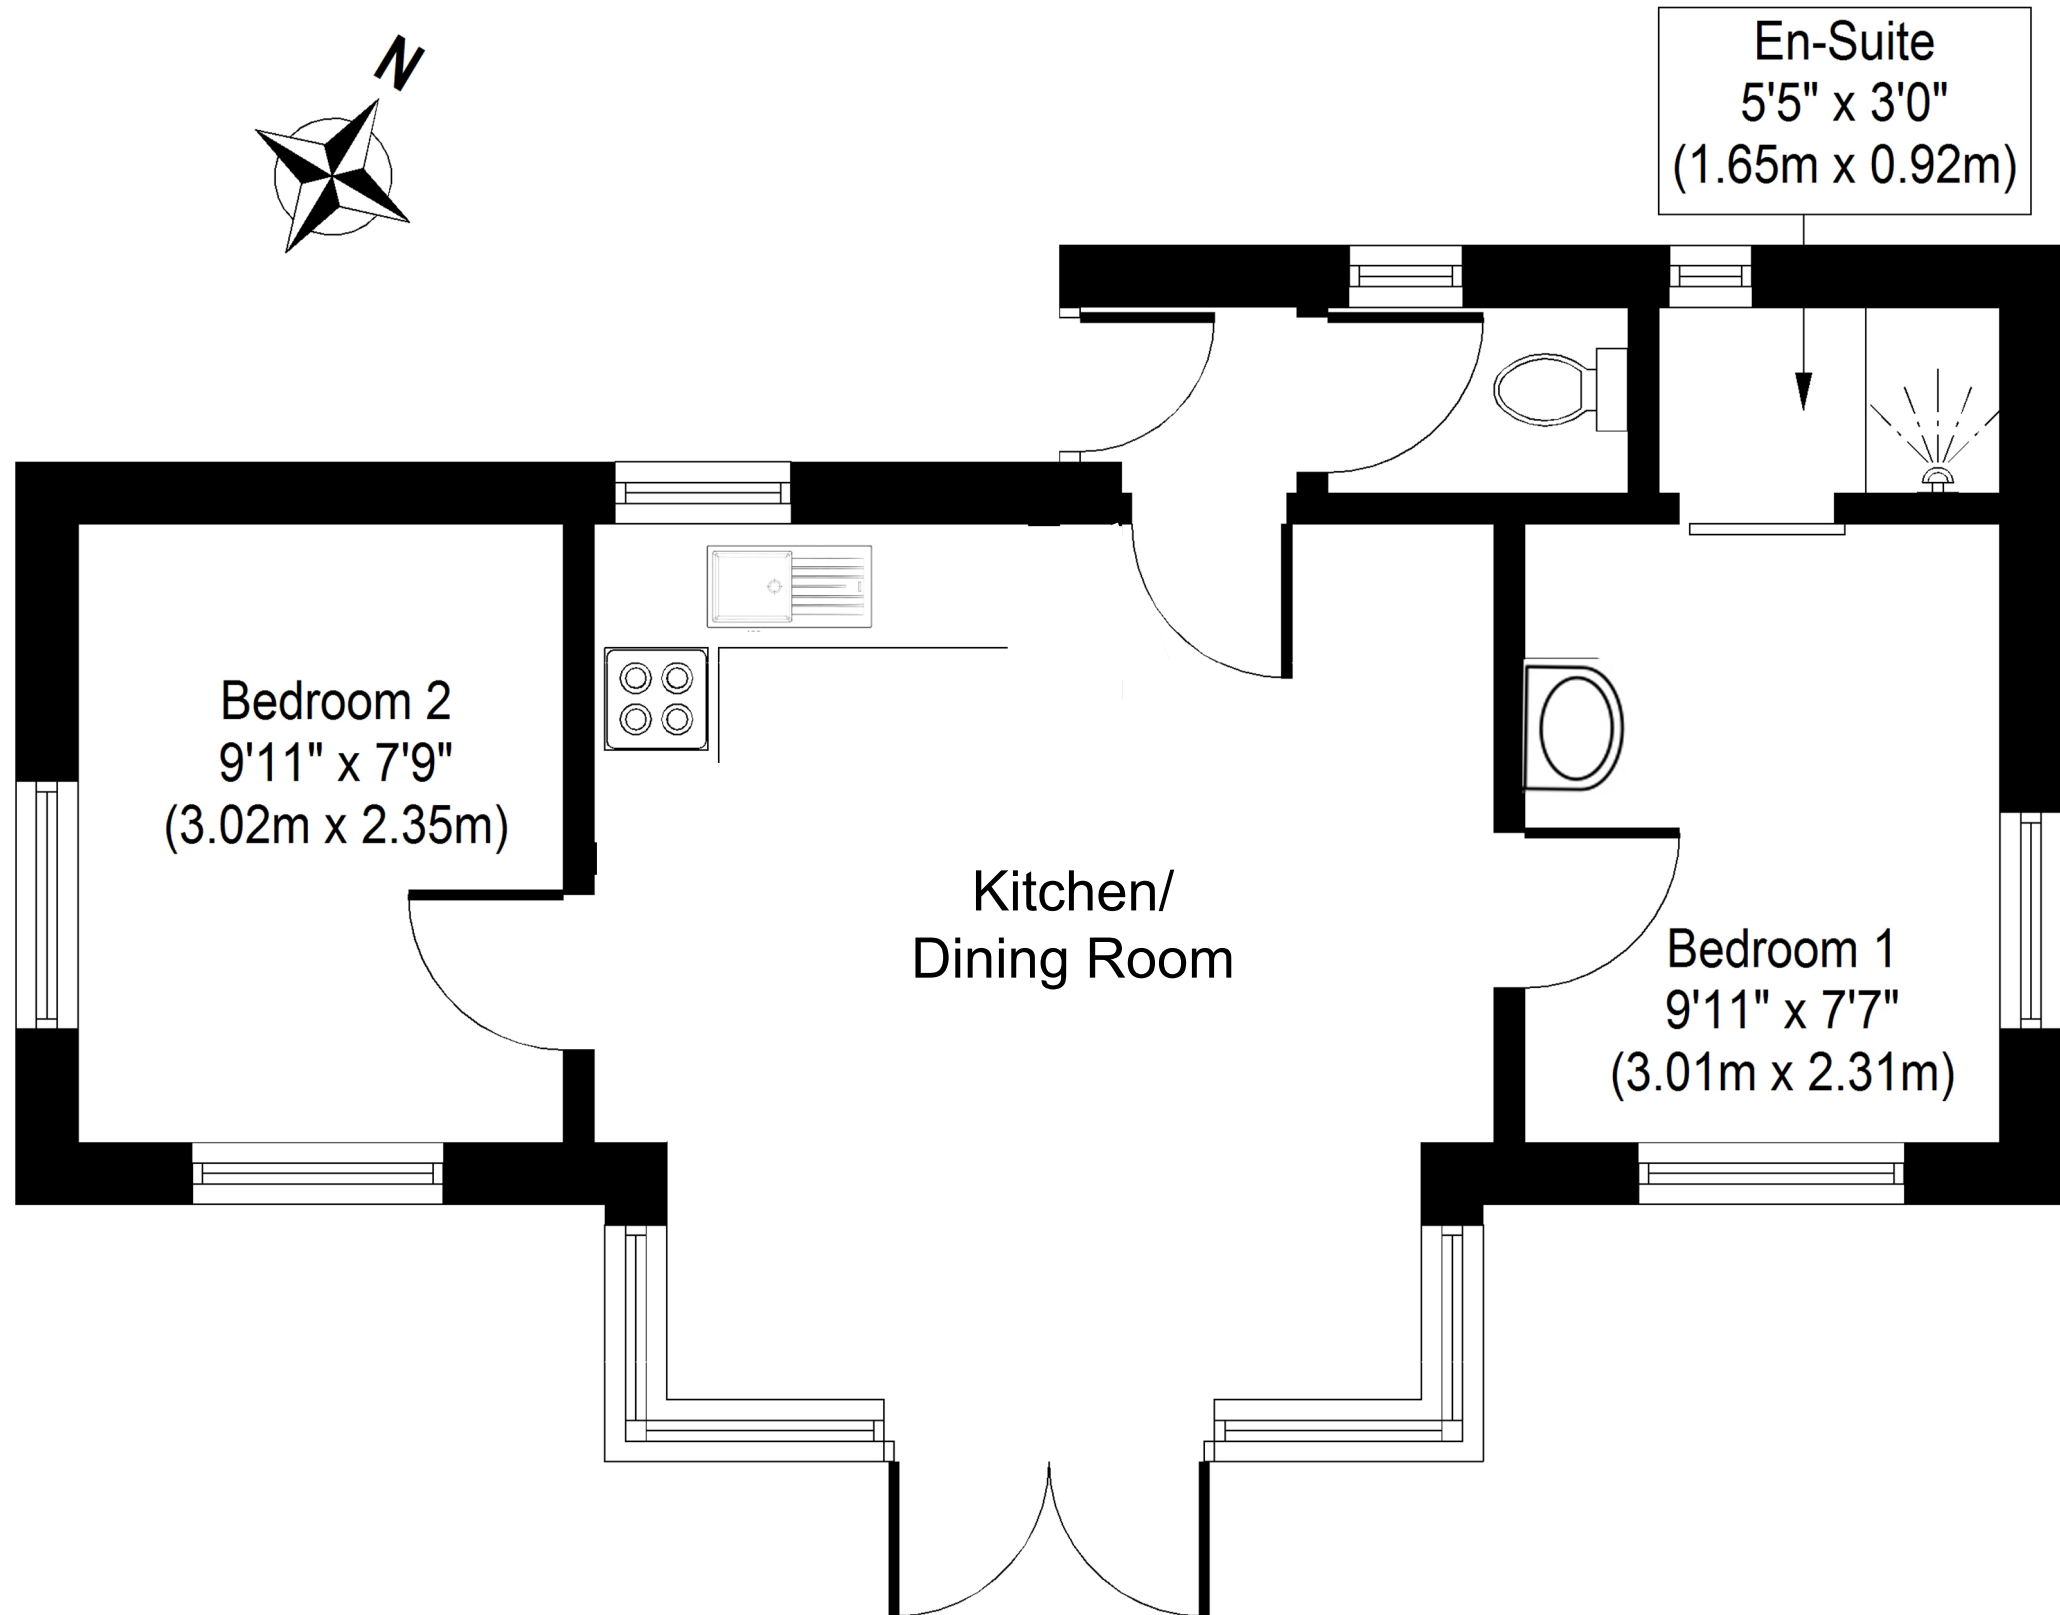 N
En-Suite
5'5" x 3'0"
(1.65m x 0.92m)
Bedroom 2
9'11" x 7'9"
(3.02m x 2.35m)
Kitchen/
Dining Room
Bedroom 1
9'11" x 7'7"
(3.01m x 2.31m)